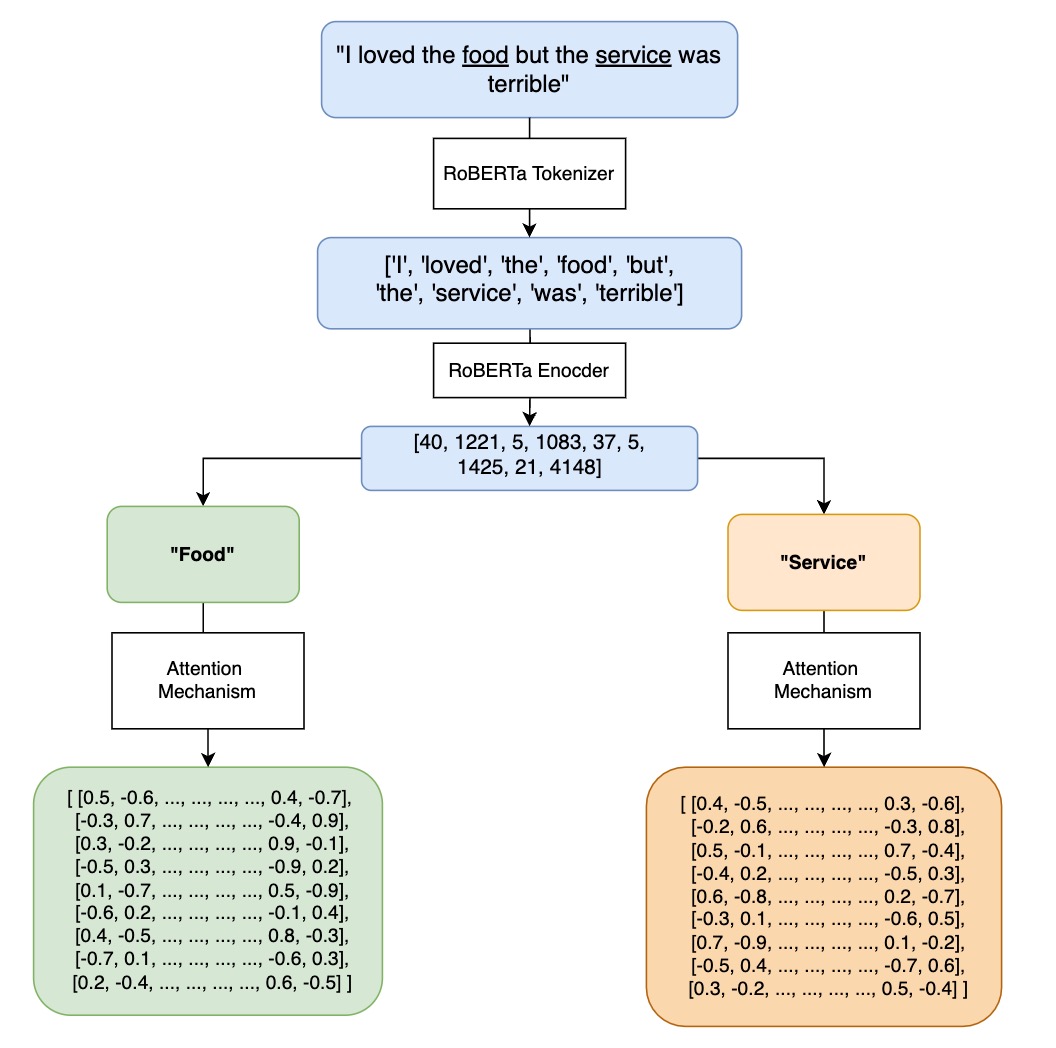 "I loved the food but the service was
terrible"
RoBERTa Tokenizer
['I', 'loved', 'the', 'food', 'but',
'the', 'service', 'was', 'terrible']
RoBERTa Enocder
[40, 1221, 5, 1083, 37, 5,
1425, 21, 4148]
"Food"
"Service"
Attention
Mechanism
Attention
Mechanism
[ [0.5, -0.6, ..., ..., ..., ..., 0.4, -0.7],
[-0.3, 0.7, ..., ..., ..., ..., -0.4, 0.9],
[0.3, -0.2, ..., ..., ..., ..., 0.9, -0.1],
[-0.5, 0.3, ..., ..., ..., ..., -0.9, 0.2],
[0.1, -0.7, ..., ..., ..., ..., 0.5, -0.9],
[-0.6, 0.2, ..., ..., ..., ..., -0.1, 0.4],
[0.4, -0.5, ..., ..., ..., ..., 0.8, -0.3],
[-0.7, 0.1, ..., ..., ..., ..., -0.6, 0.3],
[0.2, -0.4, ..., ..., ..., ..., 0.6, -0.5] ]
[ [0.4, -0.5, ..., ..., ..., ..., 0.3, -0.6],
[-0.2, 0.6, ..., ..., ..., ..., -0.3, 0.8],
[0.5, -0.1, ..., ..., ..., ..., 0.7, -0.4],
[-0.4, 0.2, ..., ..., ..., ..., -0.5, 0.3],
[0.6, -0.8, ..., ..., ..., ..., 0.2, -0.7],
[-0.3, 0.1, ..., ..., ..., ..., -0.6, 0.5],
[0.7, -0.9, ..., ..., ..., ..., 0.1, -0.2],
[-0.5, 0.4, ..., ..., ..., ..., -0.7, 0.6],
[0.3, -0.2, ..., ..., ..., ..., 0.5, -0.4] ]